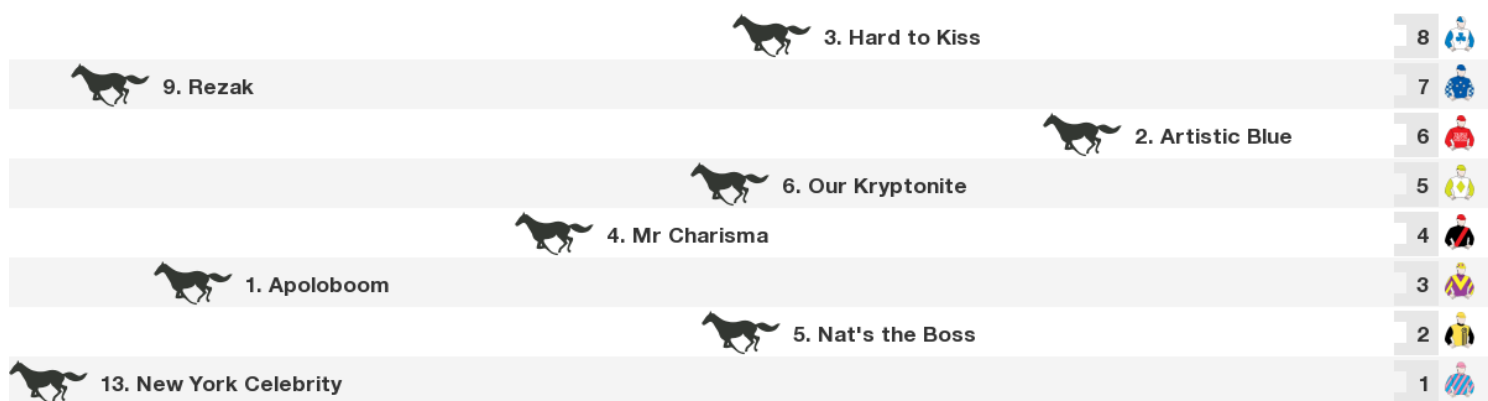 3. Hard to Kiss 8
9. Rezak 7
2. Artistic Blue 6
6. Our Kryptonite 5
4. Mr Charisma 4
1. Apoloboom 3
5. Nat's the Boss 2
13. New York Celebrity 1